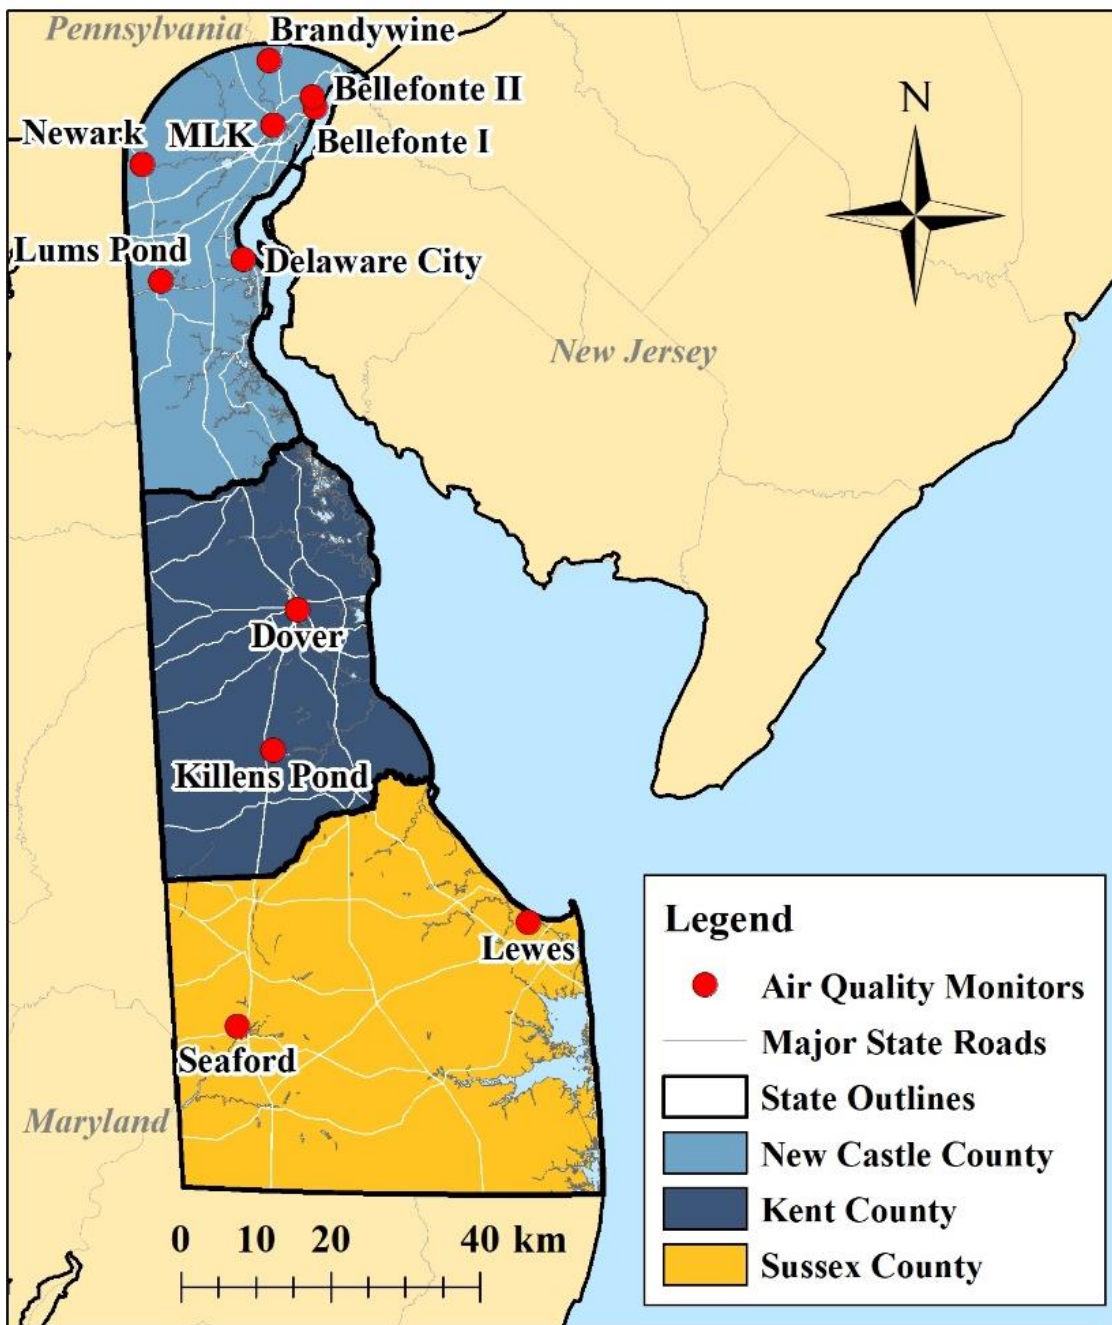 Pennsylvania
Brandywine
Bellefonte II
Newark
MLK
Bellefonte I
N
Lums Pond
Delaware City
New Jersey
Dover
Killens Pond
Lewes
Seaford
Maryland
0 10 20 40 km
Legend
Air Quality Monitors
Major State Roads
State Outlines
New Castle County
Kent County
Sussex County